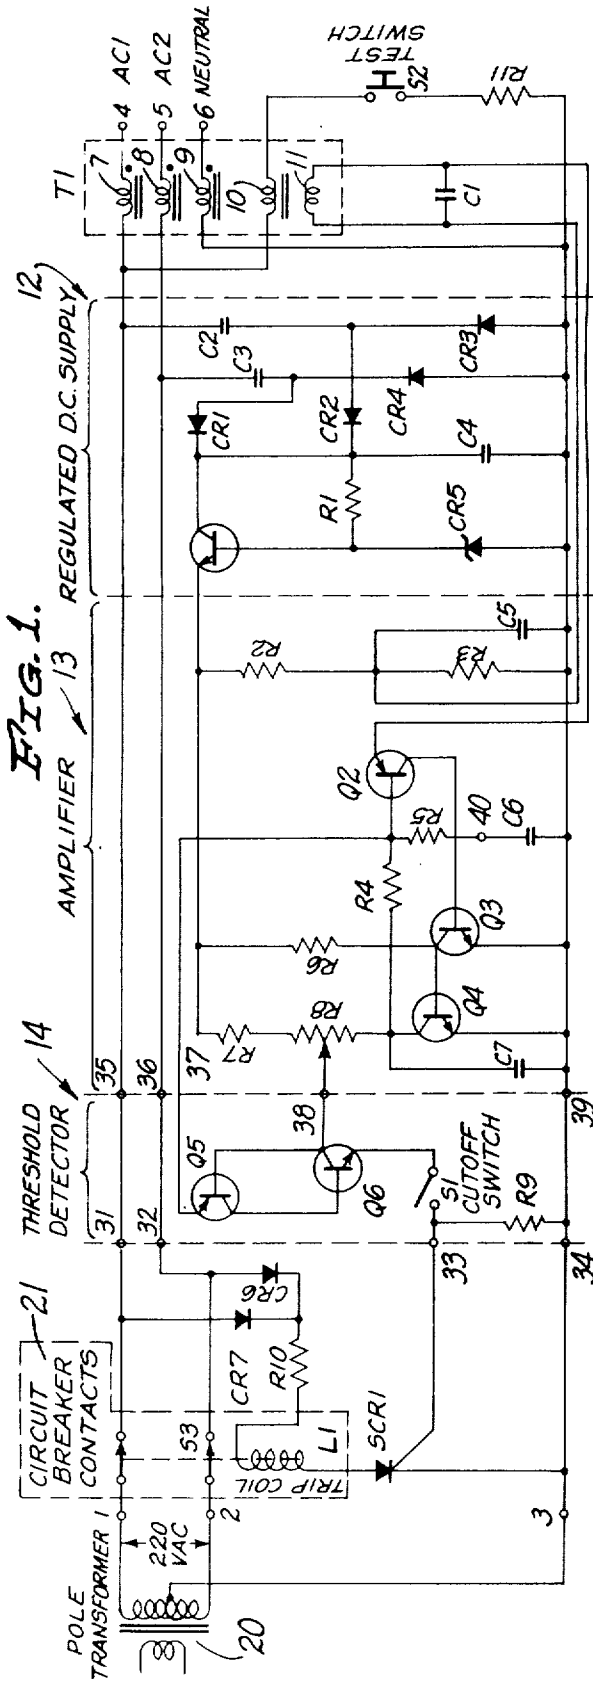 FIG. 1.
POLE
TRANSFORMER
20
1
2
3
220
VAC
CIRCUIT
BREAKER
CONTACTS
21
S3
TRIP COIL
L1
SCR1
CR7
CR6
R10
THRESHOLD
DETECTOR
14
31
32
33
34
Q5
Q6
S1
CUTOFF
SWITCH
R9
AMPLIFIER
13
35
36
37
38
39
R7
R8
R6
R4
R5
40
C6
C7
Q4
Q3
Q2
R2
R3
C5
REGULATED D.C. SUPPLY
12
CR1
CR2
R1
C2
C3
CR3
CR4
C4
CR5
T1
7
8
9
10
11
4 AC1
5 AC2
6 NEUTRAL
C1
TEST
SWITCH
S2
R11